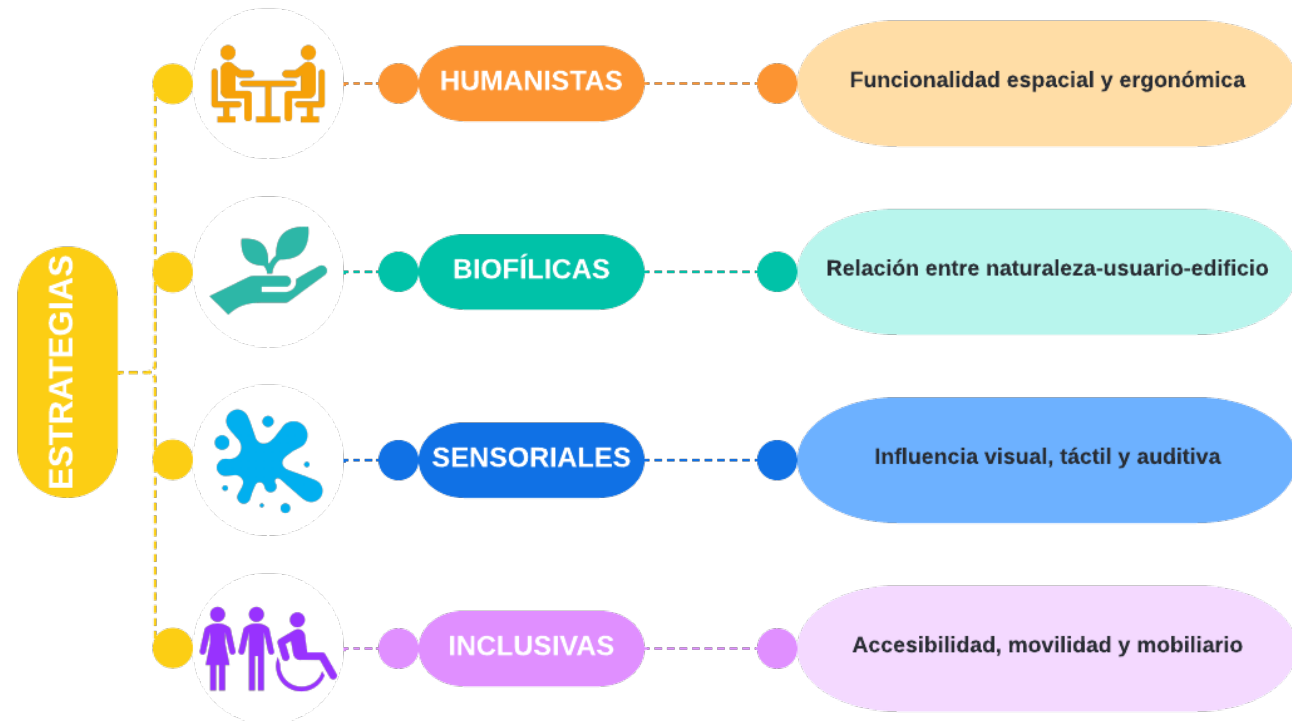 ESTRATEGIAS
HUMANISTAS
Funcionalidad espacial y ergonómica
BIOFÍLICAS
Relación entre naturaleza-usuario-edificio
SENSORIALES
Influencia visual, táctil y auditiva
INCLUSIVAS
Accesibilidad, movilidad y mobiliario